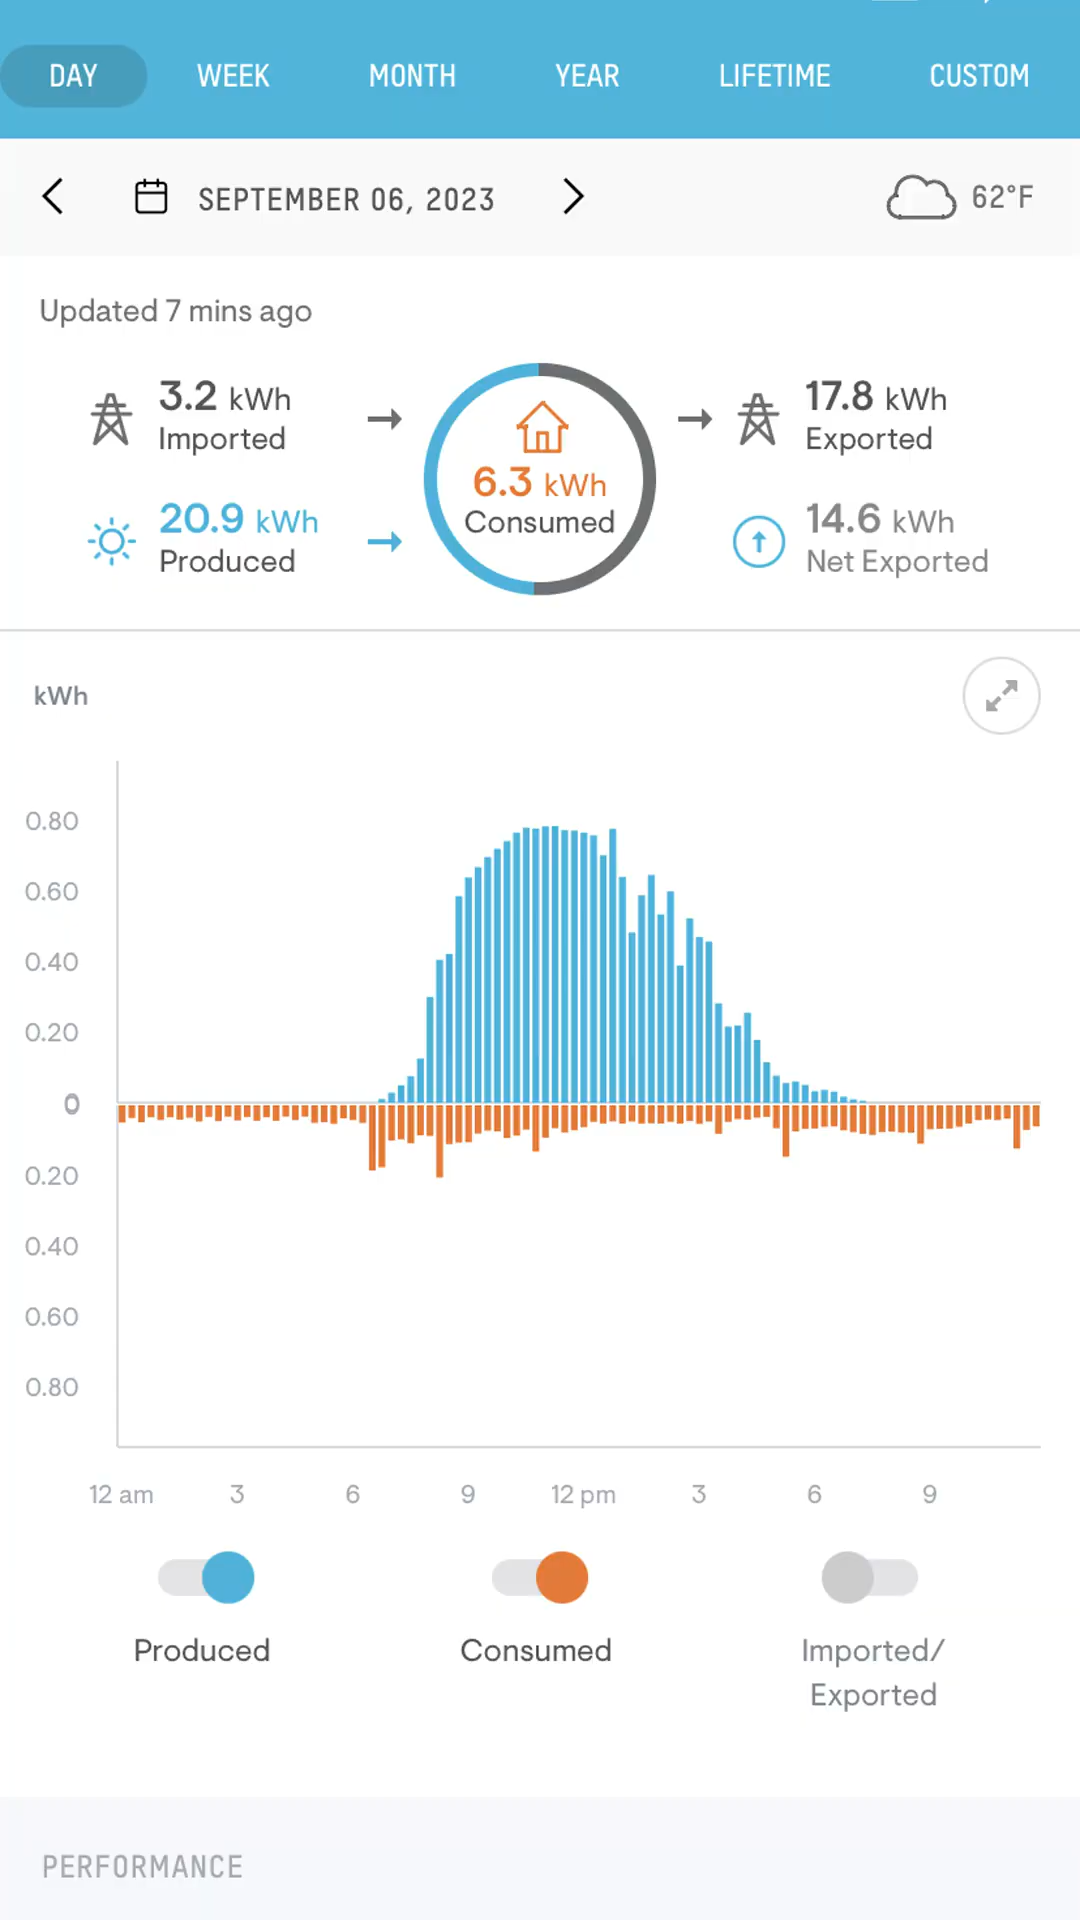 DAY WEEK MONTH YEAR LIFETIME CUSTOM
SEPTEMBER 06, 2023 62°F
Updated 7 mins ago
3.2 kWh
Imported
20.9 kWh
Produced
6.3 kWh
Consumed
17.8 kWh
Exported
14.6 kWh
Net Exported
kWh
0.80
0.60
0.40
0.20
0
0.20
0.40
0.60
0.80
12 am 3 6 9 12 pm 3 6 9
Produced
Consumed
Imported/
Exported
PERFORMANCE